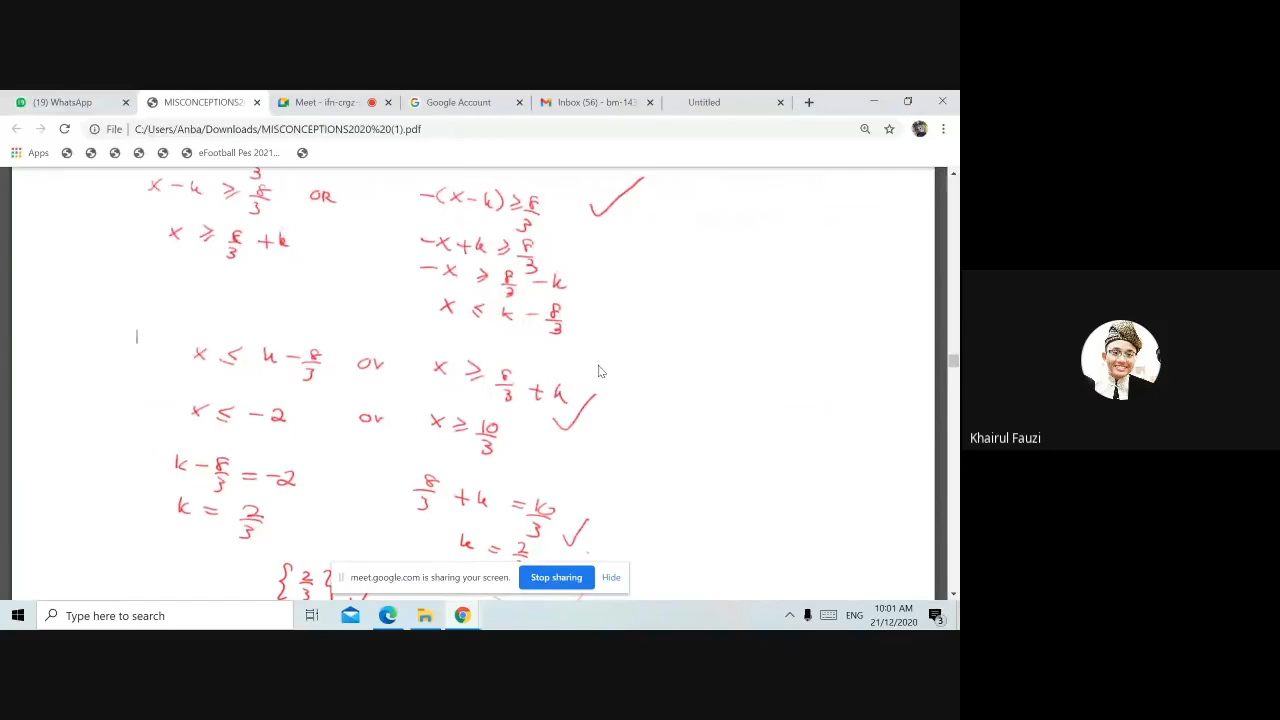 (19) WhatsApp
MISCONCEPTIONS20
Meet - ifn-crgz-
Google Account
Inbox (56) - bm-143
Untitled
File C:/Users/Anba/Downloads/MISCONCEPTIONS2020%20(1).pdf
Apps
eFootball Pes 2021...
3
x - k ≥ 8/3 OR -(x - k) ≥ 8/3 ✓
x ≥ 8/3 + k -x + k ≥ 8/3
-x ≥ 8/3 - k
x ≤ k - 8/3
x ≤ k - 8/3 or x ≥ 8/3 + k
x ≤ -2 or x ≥ 10/3 ✓
k - 8/3 = -2 8/3 + k = 10/3
k = 2/3 k = 2 ✓
{2/3}
meet.google.com is sharing your screen. Stop sharing Hide
Khairul Fauzi
Type here to search
ENG
10:01 AM
21/12/2020
3